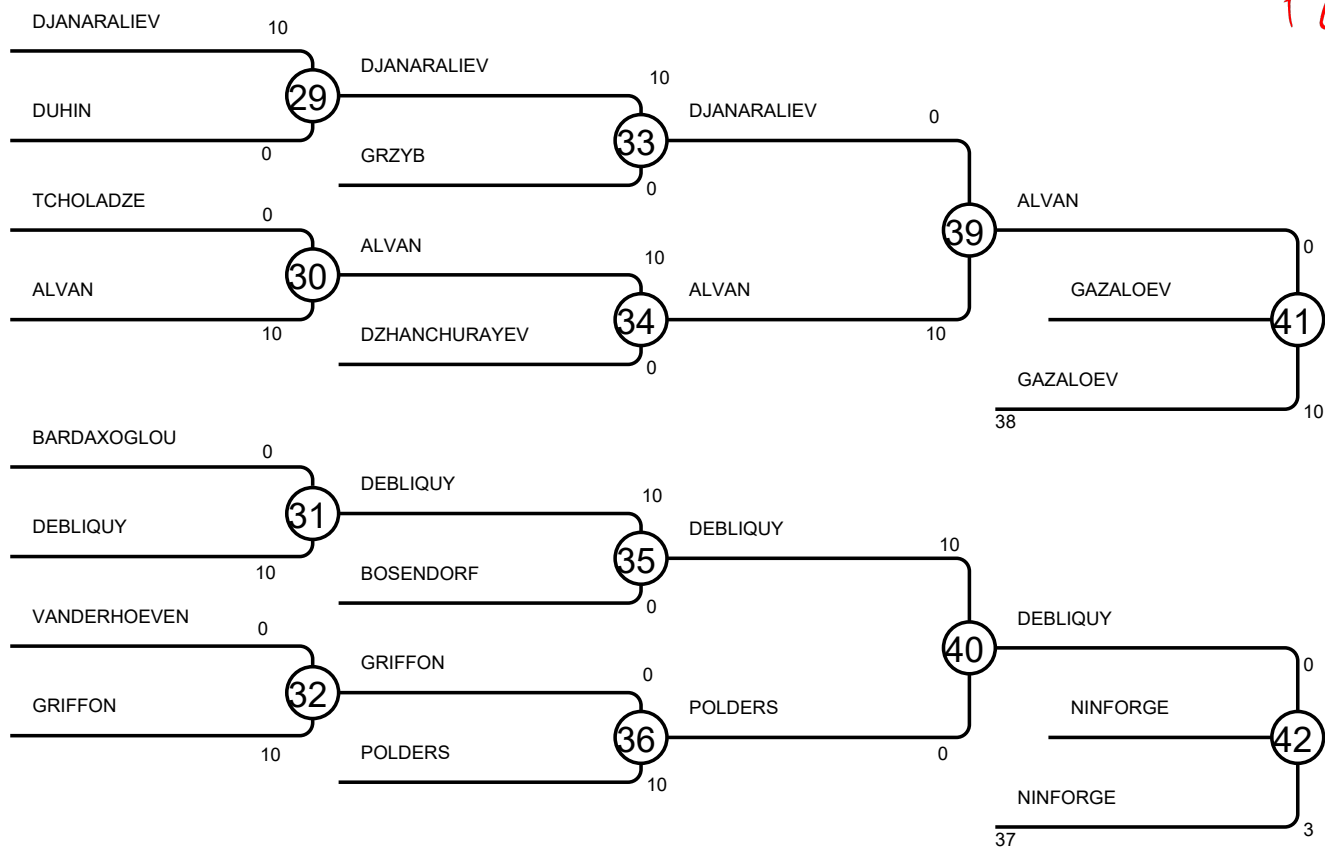 DJANARALIEV
10
29
DUHIN
0
DJANARALIEV
10
33
GRZYB
0
TCHOLADZE
0
30
ALVAN
10
ALVAN
10
34
DZHANCHURAYEV
0
DJANARALIEV
0
39
ALVAN
10
ALVAN
0
GAZALOEV
41
GAZALOEV
38
10
BARDAXOGLOU
0
31
DEBLIQUY
10
DEBLIQUY
10
35
BOSENDORF
0
VANDERHOEVEN
0
32
GRIFFON
10
GRIFFON
0
36
POLDERS
10
DEBLIQUY
10
40
POLDERS
0
DEBLIQUY
0
NINFORGE
42
NINFORGE
37
3